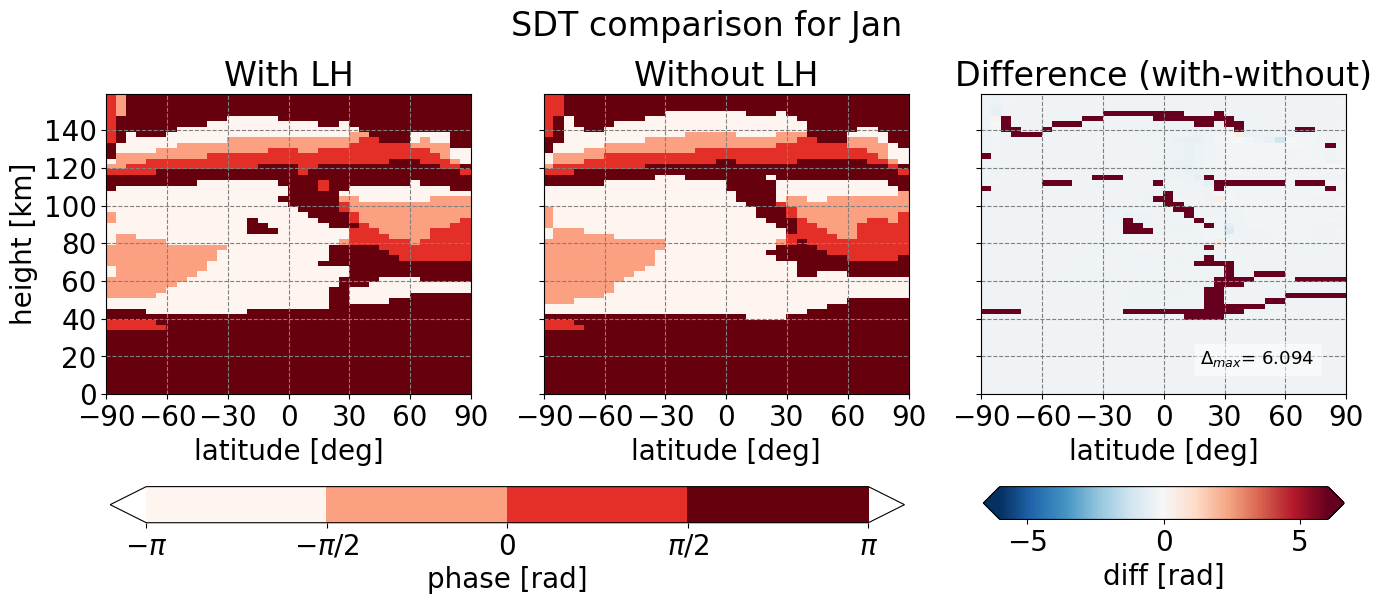 SDT comparison for Jan
With LH
Without LH
Difference (with-without)
height [km]
140
120
100
80
60
40
20
0
−90 −60 −30 0 30 60 90
−90 −60 −30 0 30 60 90
−90 −60 −30 0 30 60 90
Δmax= 6.094
latitude [deg]
latitude [deg]
latitude [deg]
−π −π/2 0 π/2 π
phase [rad]
−5 0 5
diff [rad]